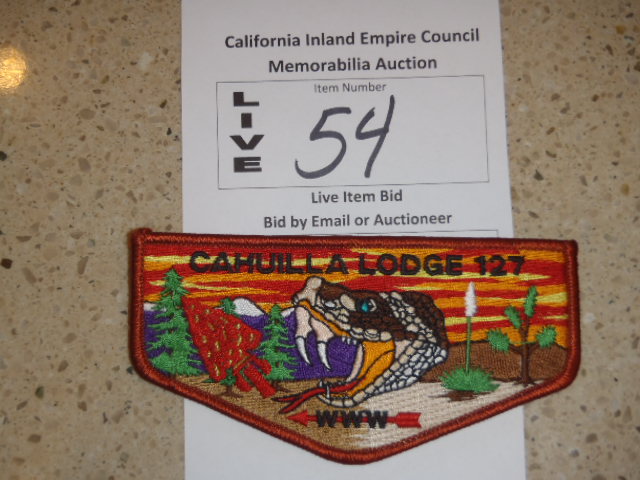 California Inland Empire Council
Memorabilia Auction
Item Number
LIVE
54
Live Item Bid
Bid by Email or Auctioneer
CAHUILLA LODGE 127
WWW